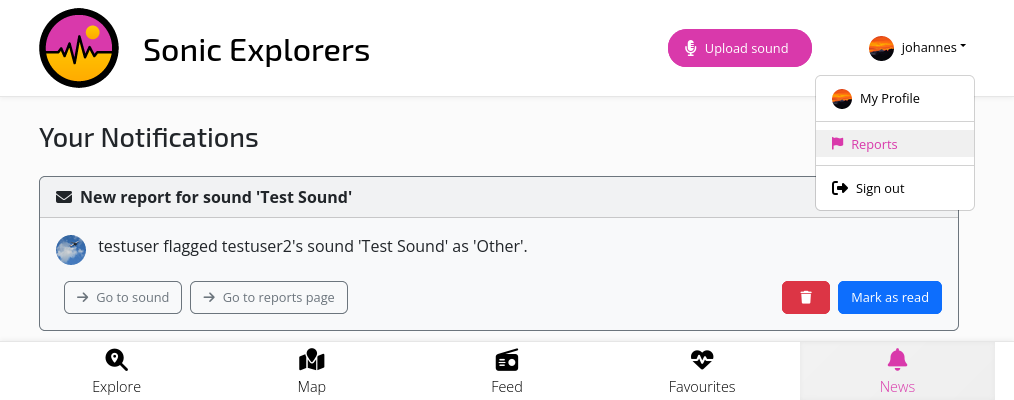 Sonic Explorers
Upload sound
johannes
My Profile
Reports
Sign out
Your Notifications
New report for sound 'Test Sound'
testuser flagged testuser2's sound 'Test Sound' as 'Other'.
Go to sound
Go to reports page
Mark as read
Explore
Map
Feed
Favourites
News